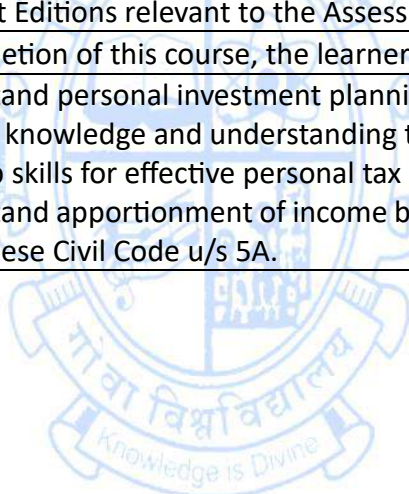 t Editions relevant to the Assess
etion of this course, the learner
and personal investment planni
knowledge and understanding t
skills for effective personal tax
and apportionment of income b
ese Civil Code u/s 5A.
गोवा विश्वविद्यालय
Knowledge is Divine